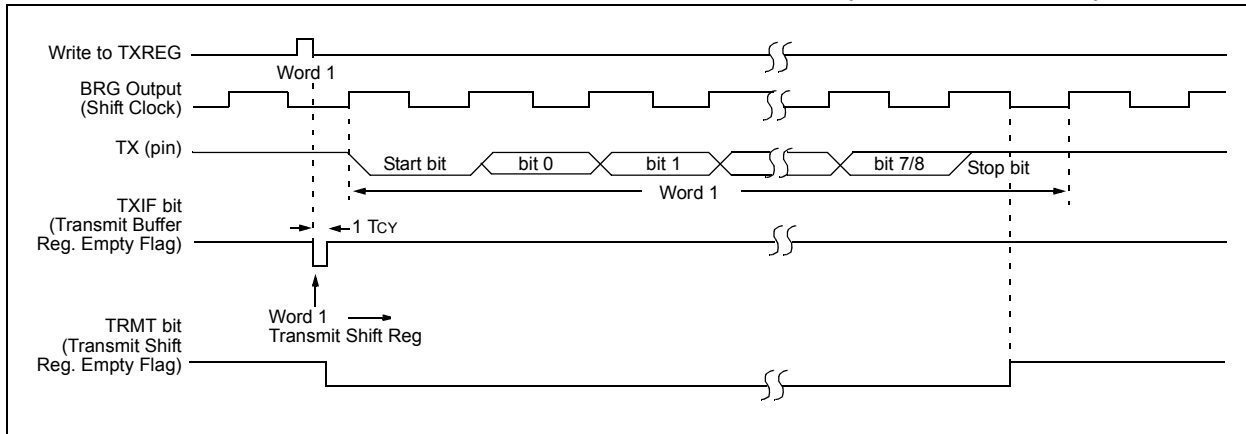 Write to TXREG
Word 1
BRG Output
(Shift Clock)
TX (pin)
Start bit
bit 0
bit 1
bit 7/8
Stop bit
Word 1
TXIF bit
(Transmit Buffer
Reg. Empty Flag)
1 TCY
Word 1
Transmit Shift Reg
TRMT bit
(Transmit Shift
Reg. Empty Flag)